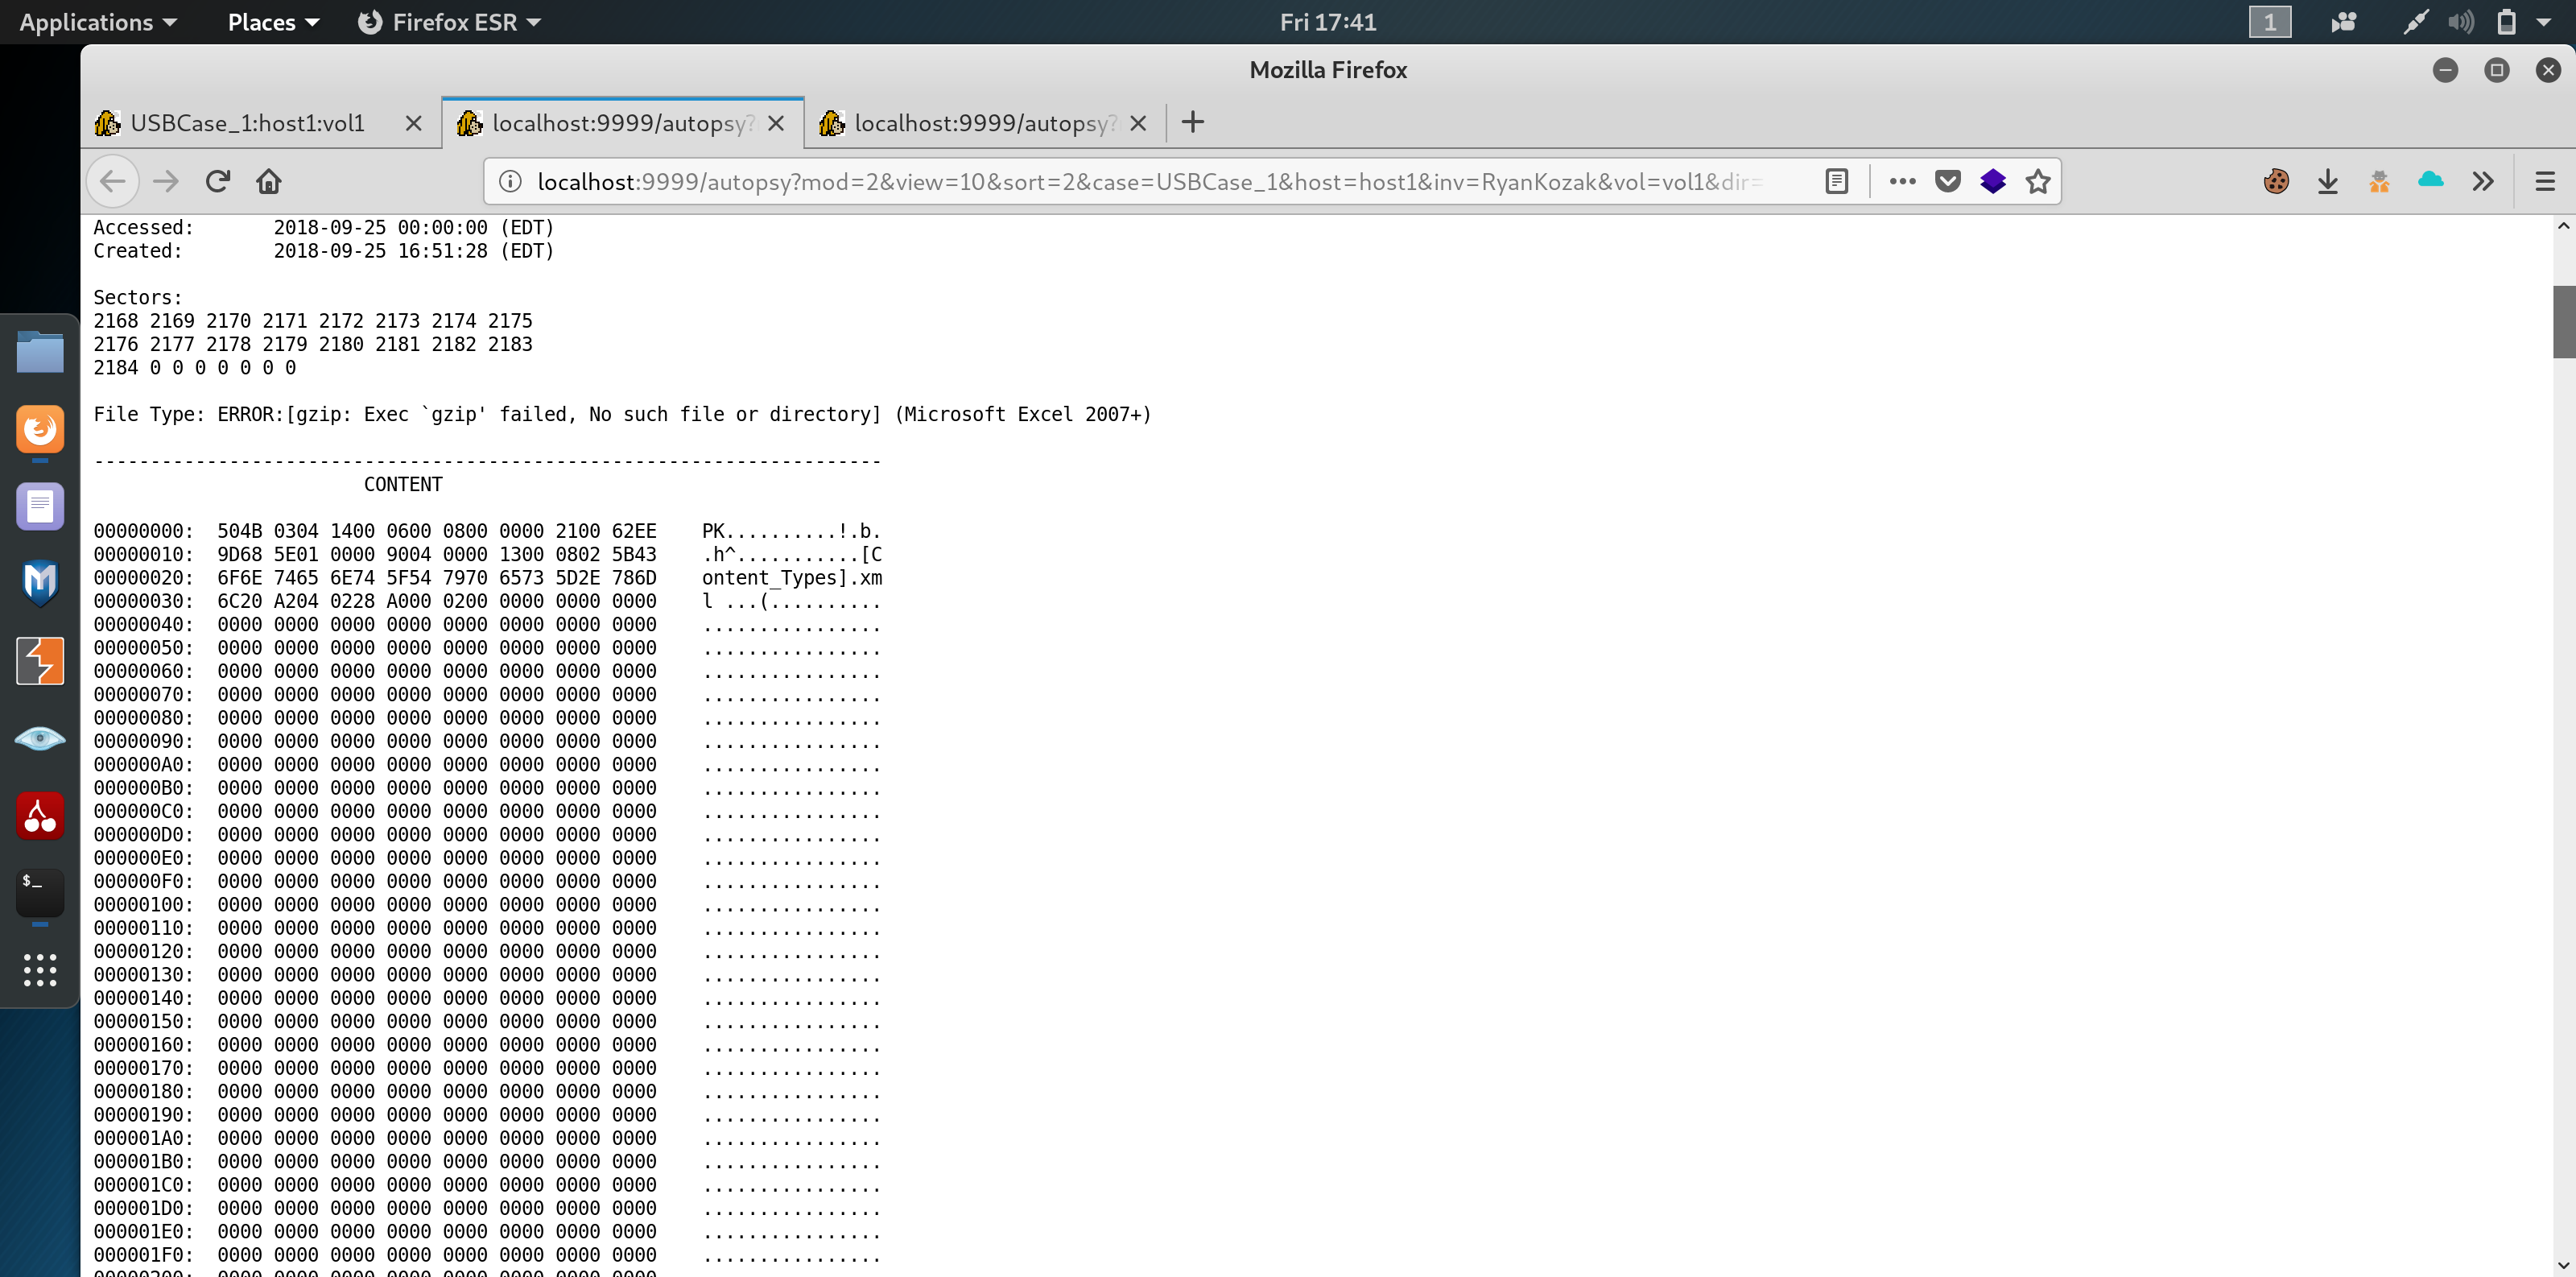 Applications Places Firefox ESR Fri 17:41 1
Mozilla Firefox
USBCase_1:host1:vol1 localhost:9999/autopsy? localhost:9999/autopsy?
localhost:9999/autopsy?mod=2&view=10&sort=2&case=USBCase_1&host=host1&inv=RyanKozak&vol=vol1&dir=
Accessed: 2018-09-25 00:00:00 (EDT)
Created: 2018-09-25 16:51:28 (EDT)
Sectors:
2168 2169 2170 2171 2172 2173 2174 2175
2176 2177 2178 2179 2180 2181 2182 2183
2184 0 0 0 0 0 0 0
File Type: ERROR:[gzip: Exec `gzip' failed, No such file or directory] (Microsoft Excel 2007+)
----------------------------------------------------------------------
CONTENT
00000000: 504B 0304 1400 0600 0800 0000 2100 62EE PK..........!.b.
00000010: 9D68 5E01 0000 9004 0000 1300 0802 5B43 .h^...........[C
00000020: 6F6E 7465 6E74 5F54 7970 6573 5D2E 786D ontent_Types].xm
00000030: 6C20 A204 0228 A000 0200 0000 0000 0000 l ...(..........
00000040: 0000 0000 0000 0000 0000 0000 0000 0000 ................
00000050: 0000 0000 0000 0000 0000 0000 0000 0000 ................
00000060: 0000 0000 0000 0000 0000 0000 0000 0000 ................
00000070: 0000 0000 0000 0000 0000 0000 0000 0000 ................
00000080: 0000 0000 0000 0000 0000 0000 0000 0000 ................
00000090: 0000 0000 0000 0000 0000 0000 0000 0000 ................
000000A0: 0000 0000 0000 0000 0000 0000 0000 0000 ................
000000B0: 0000 0000 0000 0000 0000 0000 0000 0000 ................
000000C0: 0000 0000 0000 0000 0000 0000 0000 0000 ................
000000D0: 0000 0000 0000 0000 0000 0000 0000 0000 ................
000000E0: 0000 0000 0000 0000 0000 0000 0000 0000 ................
000000F0: 0000 0000 0000 0000 0000 0000 0000 0000 ................
00000100: 0000 0000 0000 0000 0000 0000 0000 0000 ................
00000110: 0000 0000 0000 0000 0000 0000 0000 0000 ................
00000120: 0000 0000 0000 0000 0000 0000 0000 0000 ................
00000130: 0000 0000 0000 0000 0000 0000 0000 0000 ................
00000140: 0000 0000 0000 0000 0000 0000 0000 0000 ................
00000150: 0000 0000 0000 0000 0000 0000 0000 0000 ................
00000160: 0000 0000 0000 0000 0000 0000 0000 0000 ................
00000170: 0000 0000 0000 0000 0000 0000 0000 0000 ................
00000180: 0000 0000 0000 0000 0000 0000 0000 0000 ................
00000190: 0000 0000 0000 0000 0000 0000 0000 0000 ................
000001A0: 0000 0000 0000 0000 0000 0000 0000 0000 ................
000001B0: 0000 0000 0000 0000 0000 0000 0000 0000 ................
000001C0: 0000 0000 0000 0000 0000 0000 0000 0000 ................
000001D0: 0000 0000 0000 0000 0000 0000 0000 0000 ................
000001E0: 0000 0000 0000 0000 0000 0000 0000 0000 ................
000001F0: 0000 0000 0000 0000 0000 0000 0000 0000 ................
00000200: 0000 0000 0000 0000 0000 0000 0000 0000